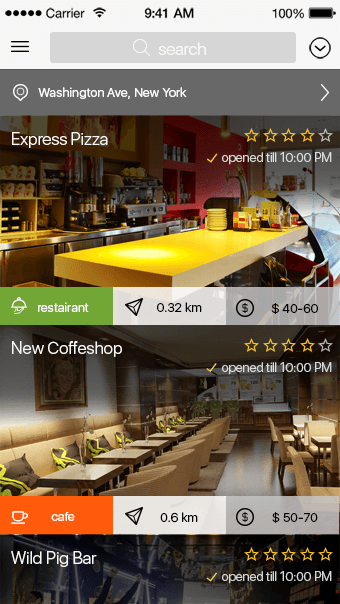 Carrier 9:41 AM 100%
search
Washington Ave, New York
Express Pizza
opened till 10:00 PM
restairant 0.32 km $ 40-60
New Coffeshop
opened till 10:00 PM
cafe 0.6 km $ 50-70
Wild Pig Bar
opened till 10:00 PM